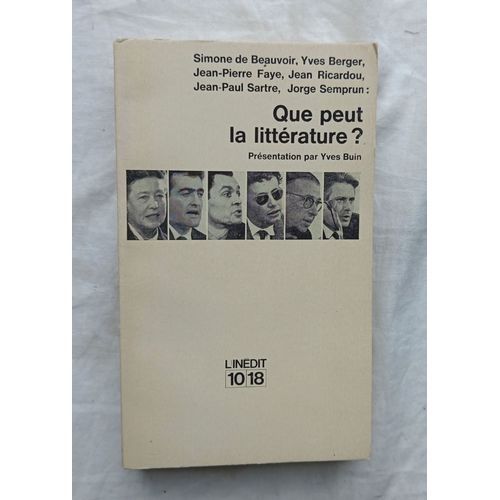 Simone de Beauvoir, Yves Berger,
Jean-Pierre Faye, Jean Ricardou,
Jean-Paul Sartre, Jorge Semprun :
Que peut
la littérature ?
Présentation par Yves Buin
L'INÉDIT
10 18